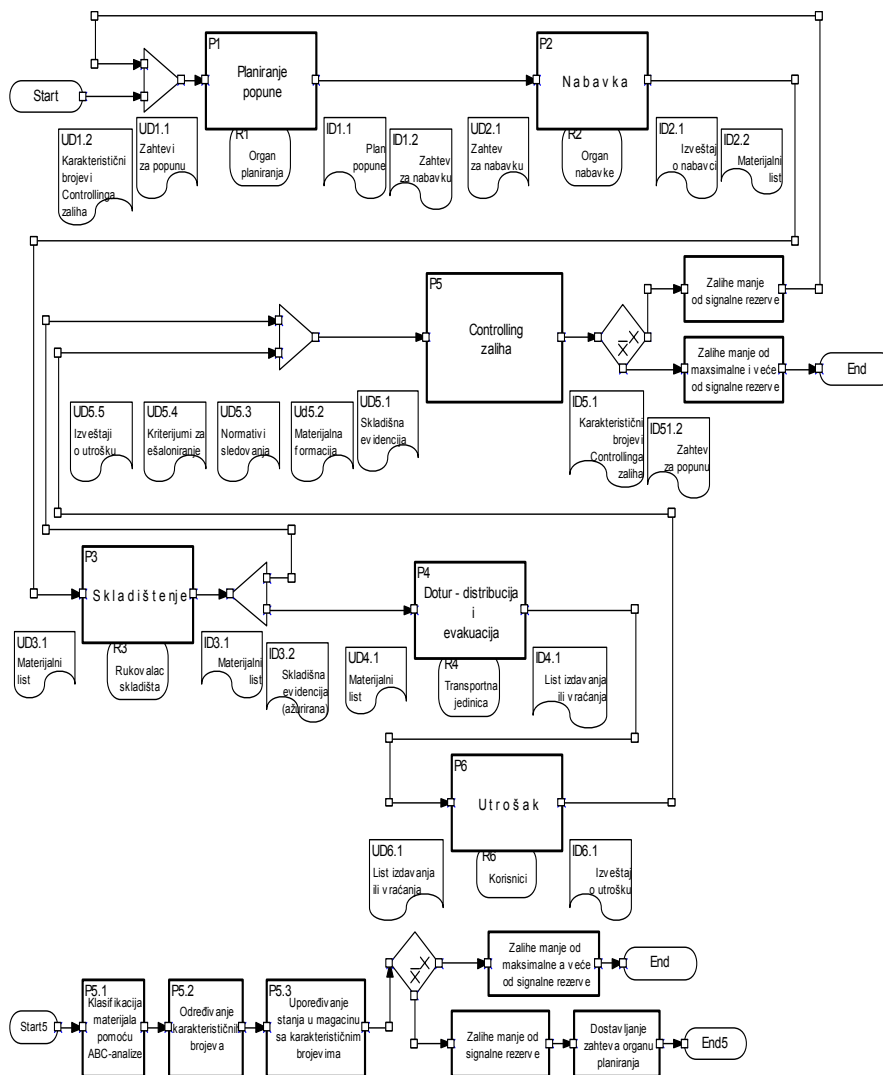 P1
Planiranje
popune
P2
Nabavka
Start
UD1.2
Karakteristični
brojevi
Controllinga
zaliha
UD1.1
Zahtevi
za popunu
R1
Organ
planiranja
ID1.1
Plan
popune
ID1.2
Zahtev
za nabavku
UD2.1
Zahtev
za nabavku
R2
Organ
nabavke
ID2.1
Izveštaj
o nabavci
ID2.2
Materijalni
list
P5
Controlling
zaliha
X
X
Zalihe manje
od signalne rezerve
Zalihe manje od
maxsimalne i veće
od signalne rezerve
End
UD5.5
Izveštaji
o utrošku
UD5.4
Kriterijumi za
ešaloniranje
UD5.3
Normativi
sledovanja
Ud5.2
Materijalna
formacija
UD5.1
Skladišna
evidencija
ID5.1
Karakteristični
brojevi
Controllinga
zaliha
ID51.2
Zahtev
za popunu
P3
Skladištenje
P4
Dotur - distribucija
i
evakuacija
UD3.1
Materijalni
list
R3
Rukovalac
skladišta
ID3.1
Materijalni
list
ID3.2
Skladišna
evidencija
(ažurirana)
UD4.1
Materijalni
list
R4
Transportna
jedinica
ID4.1
List izdavanja
ili vraćanja
P6
Utrošak
UD6.1
List izdavanja
ili vraćanja
R6
Korisnici
ID6.1
Izveštaj
o utrošku
Start5
P5.1
Klasifikacija
materijala
pomoću
ABC-analize
P5.2
Određivanje
karakterističnih
brojeva
P5.3
Upoređivanje
stanja u magacinu
sa karakterističnim
brojevima
X
X
Zalihe manje od
maksimalne a veće
od signalne rezerve
End
Zalihe manje od
signalne rezerve
Dostavljanje
zahteva organu
planiranja
End5